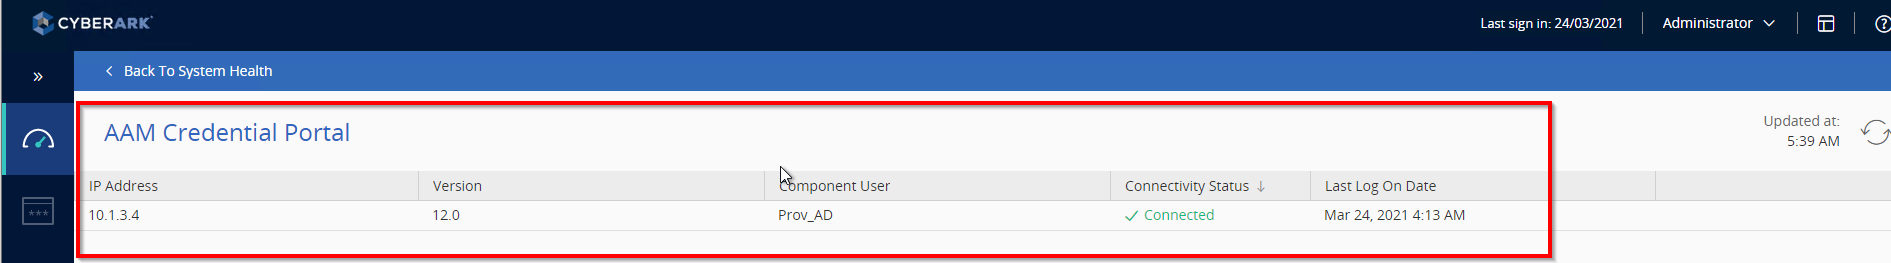 CYBERARK
Last sign in: 24/03/2021
Administrator
?
»
Back To System Health
AAM Credential Portal
Updated at:
5:39 AM
IP Address Version Component User Connectivity Status ↓ Last Log On Date
10.1.3.4 12.0 Prov_AD Connected Mar 24, 2021 4:13 AM
***